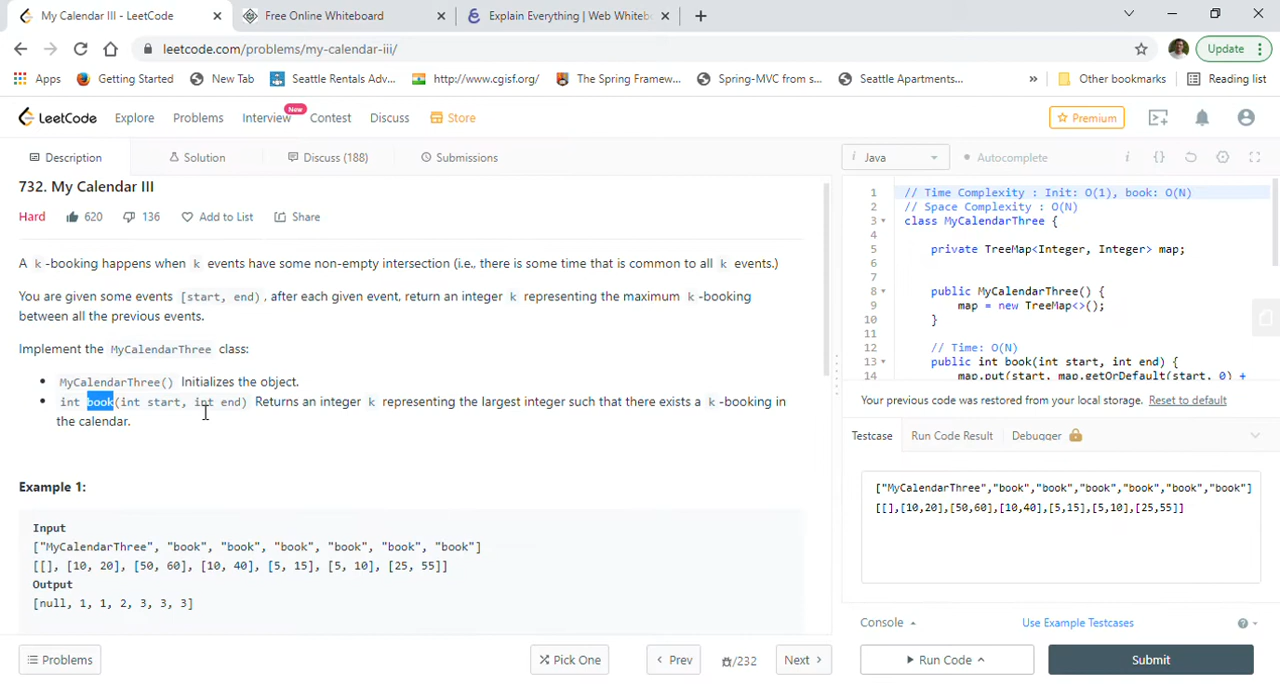 My Calendar III - LeetCode
Free Online Whiteboard
Explain Everything | Web Whitebo
leetcode.com/problems/my-calendar-iii/
Update
Apps
Getting Started
New Tab
Seattle Rentals Adv...
http://www.cgisf.org/
The Spring Framew...
Spring-MVC from s...
Seattle Apartments...
»
Other bookmarks
Reading list
LeetCode
Explore
Problems
Interview
New
Contest
Discuss
Store
Premium
Description
Solution
Discuss (188)
Submissions
i Java
Autocomplete
732. My Calendar III
Hard
620
136
Add to List
Share
A k -booking happens when k events have some non-empty intersection (i.e., there is some time that is common to all k events.)
You are given some events [start, end), after each given event, return an integer k representing the maximum k -booking
between all the previous events.
Implement the MyCalendarThree class:
• MyCalendarThree() Initializes the object.
• int book(int start, int end) Returns an integer k representing the largest integer such that there exists a k -booking in
the calendar.
Example 1:
Input
["MyCalendarThree", "book", "book", "book", "book", "book", "book"]
[[], [10, 20], [50, 60], [10, 40], [5, 15], [5, 10], [25, 55]]
Output
[null, 1, 1, 2, 3, 3, 3]
1 // Time Complexity : Init: O(1), book: O(N)
2 // Space Complexity : O(N)
3 class MyCalendarThree {
4
5 private TreeMap<Integer, Integer> map;
6
7
8 public MyCalendarThree() {
9 map = new TreeMap<>();
10 }
11
12 // Time: O(N)
13 public int book(int start, int end) {
14 map.put(start, map.getOrDefault(start, 0) +
Your previous code was restored from your local storage. Reset to default
Testcase
Run Code Result
Debugger
["MyCalendarThree","book","book","book","book","book","book"]
[[],[10,20],[50,60],[10,40],[5,15],[5,10],[25,55]]
Console
Use Example Testcases
Problems
Pick One
Prev
/232
Next
Run Code
Submit